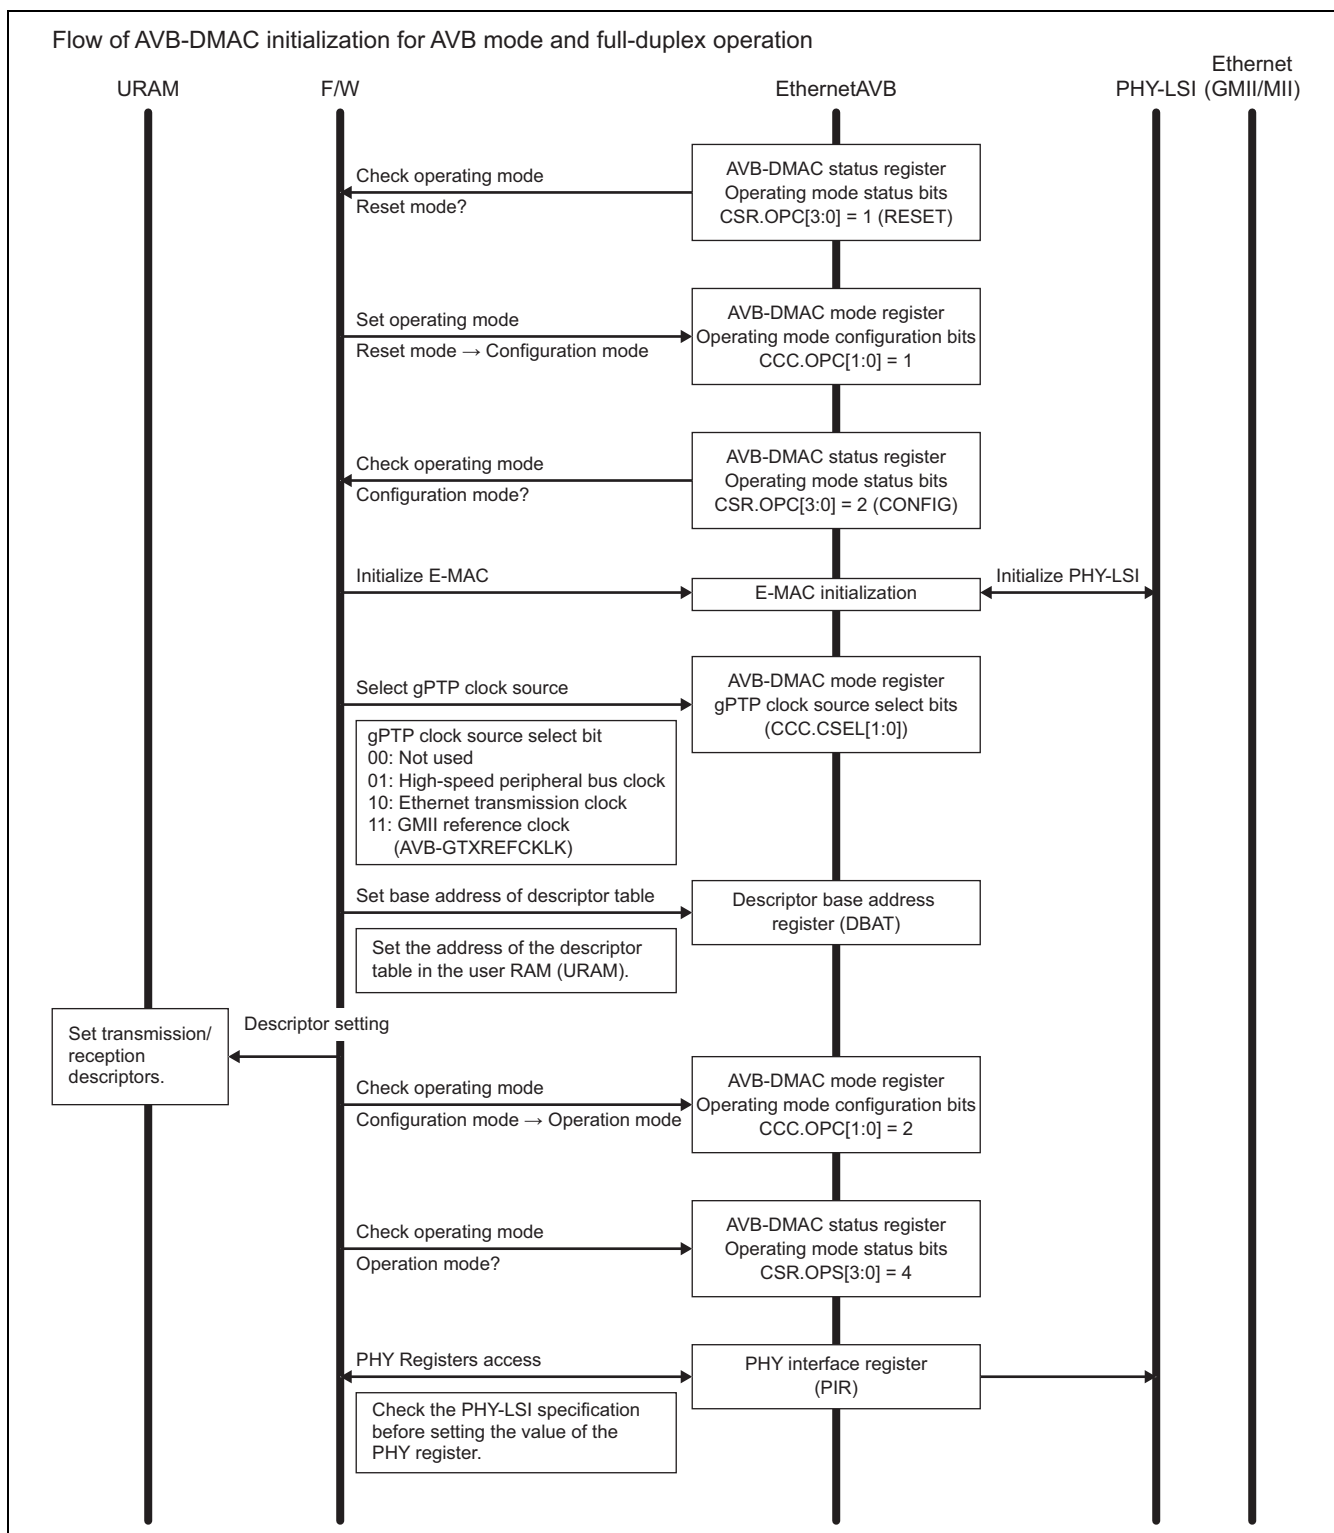 Flow of AVB-DMAC initialization for AVB mode and full-duplex operation
URAM
F/W
EthernetAVB
PHY-LSI
Ethernet
(GMII/MII)
Check operating mode
Reset mode?
AVB-DMAC status register
Operating mode status bits
CSR.OPC[3:0] = 1 (RESET)
Set operating mode
Reset mode → Configuration mode
AVB-DMAC mode register
Operating mode configuration bits
CCC.OPC[1:0] = 1
Check operating mode
Configuration mode?
AVB-DMAC status register
Operating mode status bits
CSR.OPC[3:0] = 2 (CONFIG)
Initialize E-MAC
E-MAC initialization
Initialize PHY-LSI
Select gPTP clock source
AVB-DMAC mode register
gPTP clock source select bits
(CCC.CSEL[1:0])
gPTP clock source select bit
00: Not used
01: High-speed peripheral bus clock
10: Ethernet transmission clock
11: GMII reference clock
(AVB-GTXREFCKLK)
Set base address of descriptor table
Descriptor base address
register (DBAT)
Set the address of the descriptor
table in the user RAM (URAM).
Set transmission/
reception
descriptors.
Descriptor setting
Check operating mode
Configuration mode → Operation mode
AVB-DMAC mode register
Operating mode configuration bits
CCC.OPC[1:0] = 2
Check operating mode
Operation mode?
AVB-DMAC status register
Operating mode status bits
CSR.OPS[3:0] = 4
PHY Registers access
PHY interface register
(PIR)
Check the PHY-LSI specification
before setting the value of the
PHY register.